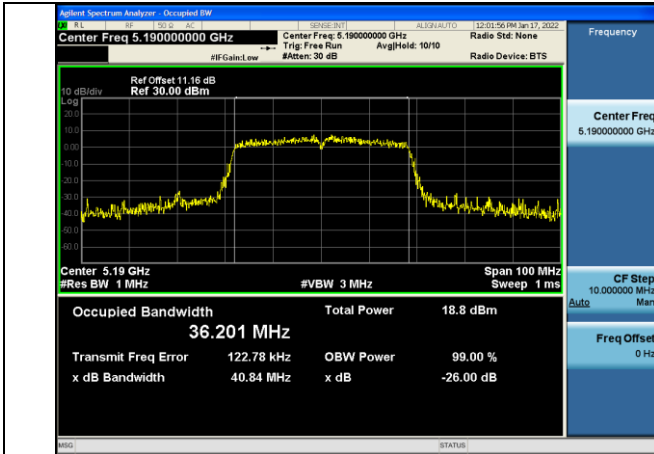 Agilent Spectrum Analyzer - Occupied BW
RL RF 50 Ω AC SENSE:INT ALIGNAUTO 12:01:56 PM Jan 17, 2022
Center Freq 5.190000000 GHz
Center Freq: 5.190000000 GHz
Radio Std: None
Trig: Free Run Avg|Hold: 10/10
#IFGain:Low #Atten: 30 dB Radio Device: BTS
Frequency
Ref Offset 11.16 dB
10 dB/div Ref 30.00 dBm
Log
20.0
10.0
0.00
-10.0
-20.0
-30.0
-40.0
-50.0
-60.0
Center 5.19 GHz Span 100 MHz
#Res BW 1 MHz #VBW 3 MHz Sweep 1 ms
Occupied Bandwidth Total Power 18.8 dBm
36.201 MHz
Transmit Freq Error 122.78 kHz OBW Power 99.00 %
x dB Bandwidth 40.84 MHz x dB -26.00 dB
Center Freq
5.190000000 GHz
CF Step
10.000000 MHz
Auto Man
Freq Offset
0 Hz
MSG STATUS